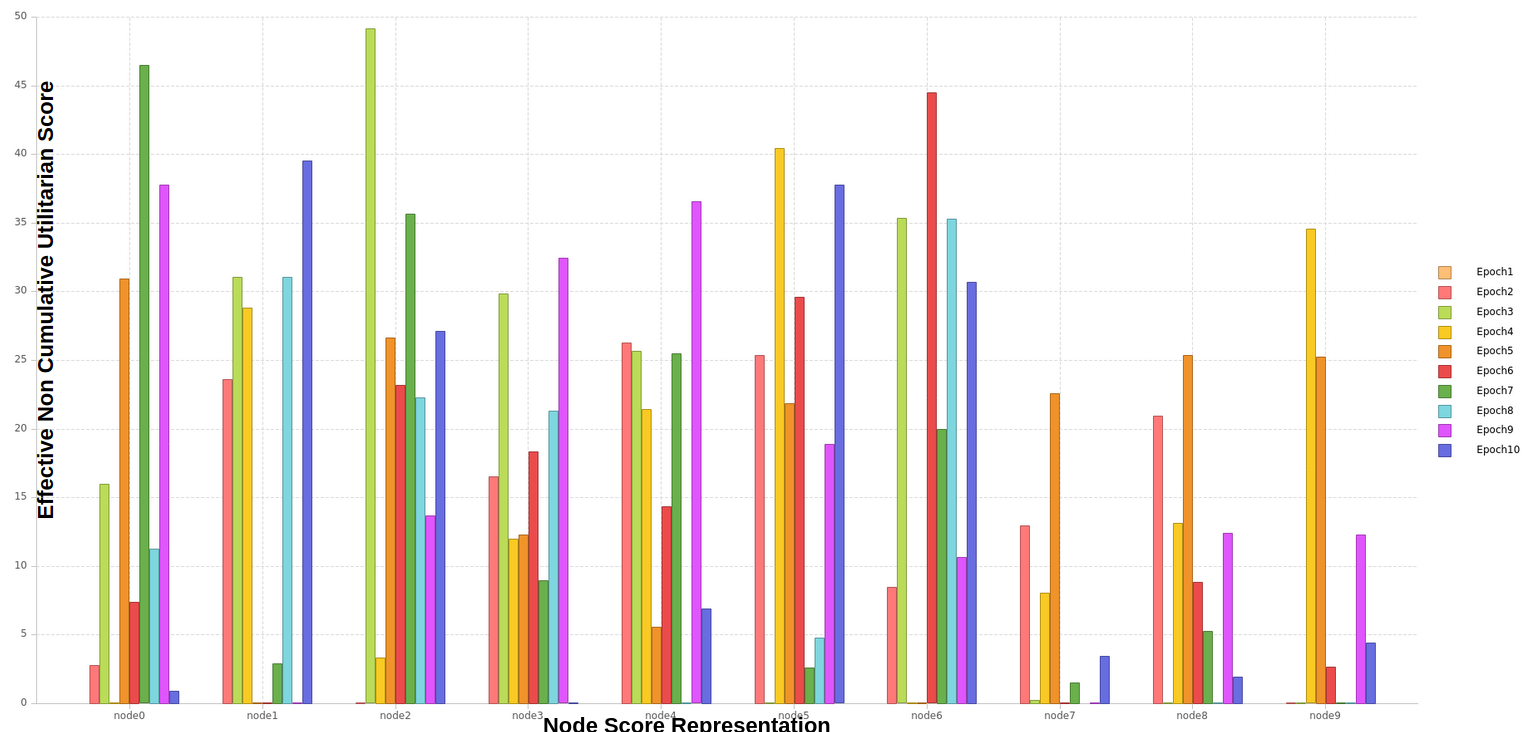 50
45
40
35
30
25
20
15
10
5
0
Effective Non Cumulative Utilitarian Score
node0 node1 node2 node3 node4 node5 node6 node7 node8 node9
Node Score Representation
Epoch1
Epoch2
Epoch3
Epoch4
Epoch5
Epoch6
Epoch7
Epoch8
Epoch9
Epoch10